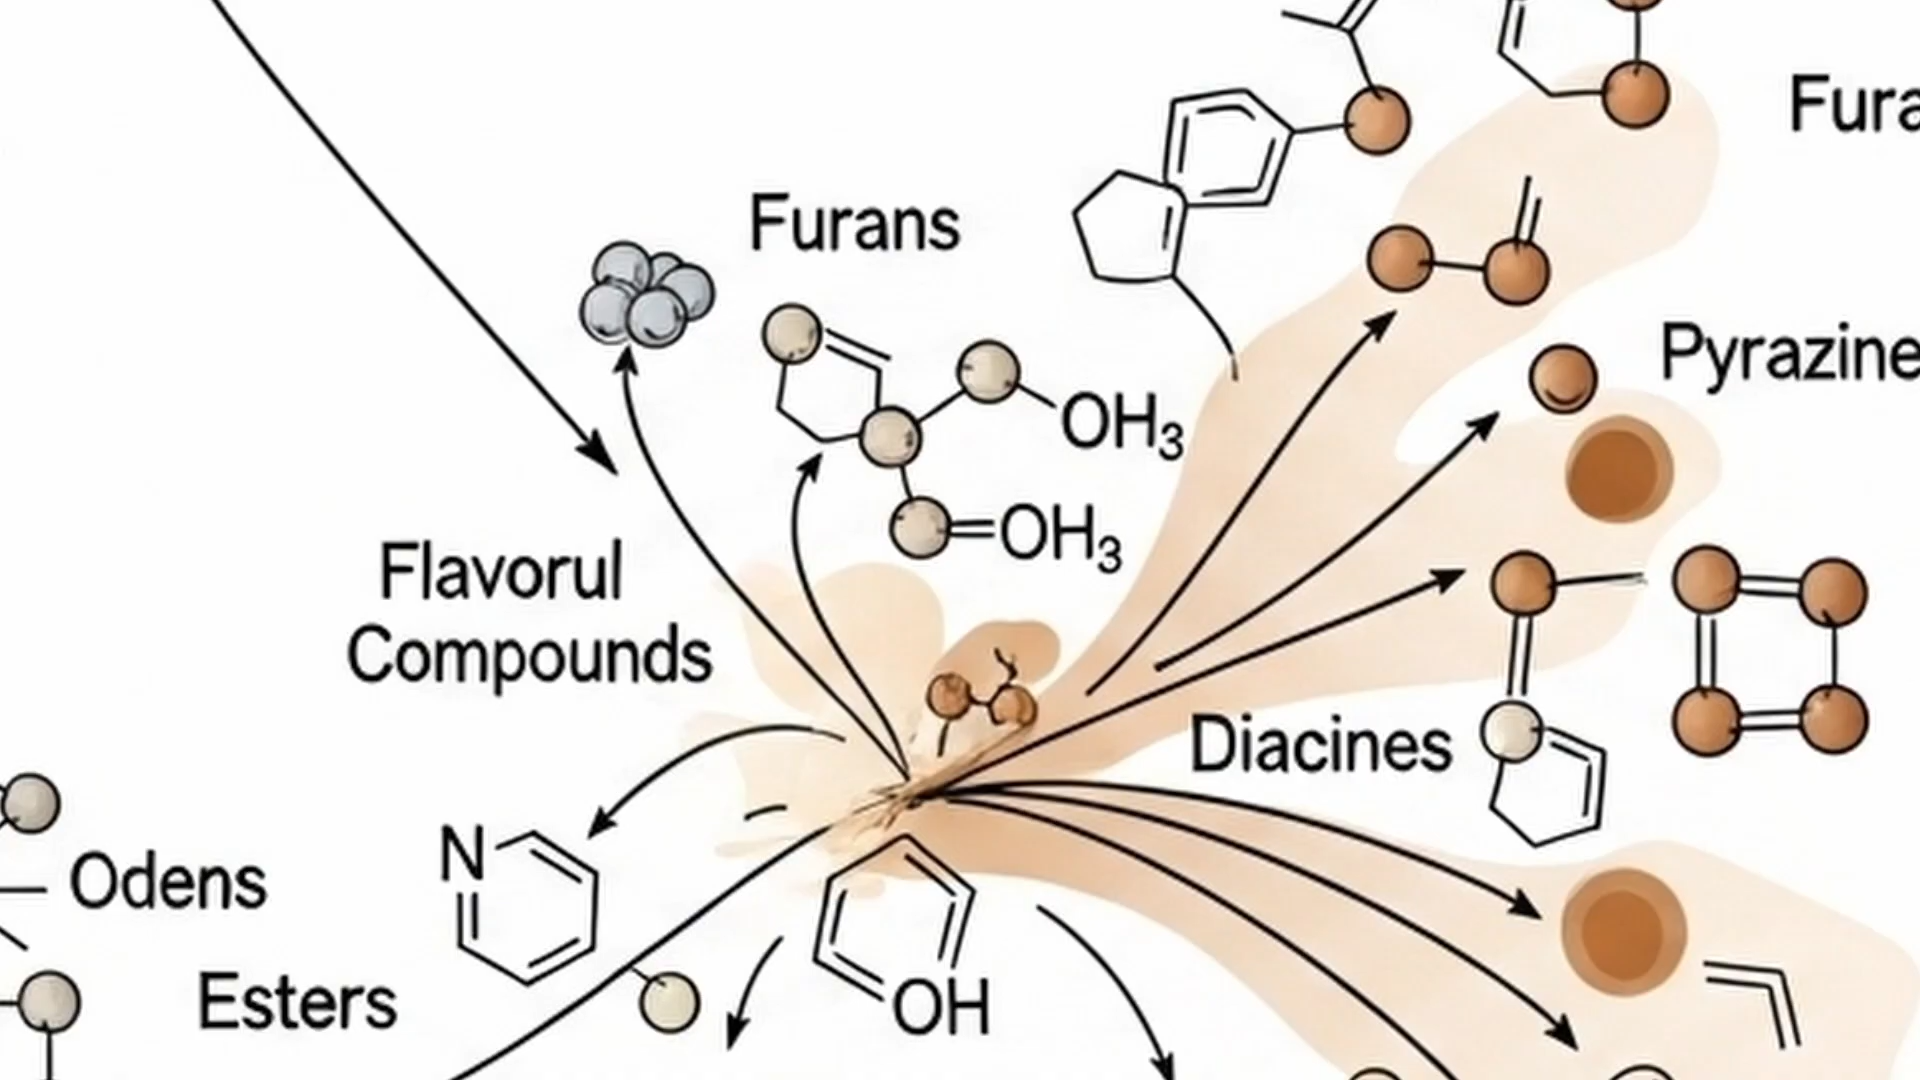 Fura
Furans
Pyrazine
OH3
OH3
Flavorul
Compounds
Diacines
N
Odens
Esters
OH